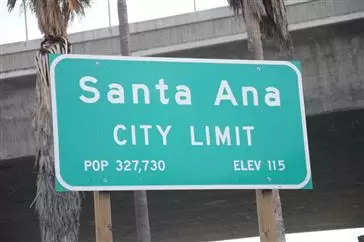 Santa Ana
CITY LIMIT
POP 327,730 ELEV 115